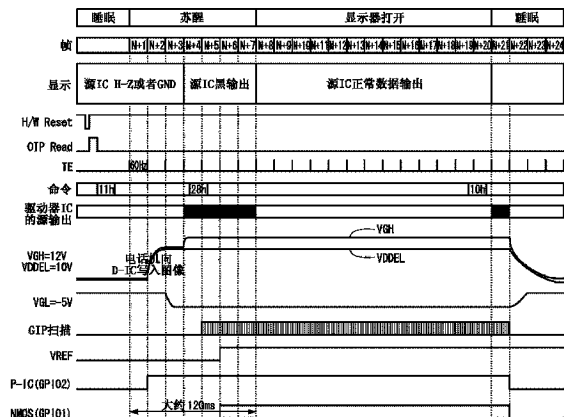 睡眠 苏醒 显示器打开 睡眠
帧 N+1 N+2 N+3 N+4 N+5 N+6 N+7 N+8 N+9 N+10 N+11 N+12 N+13 N+14 N+15 N+16 N+17 N+18 N+19 N+20 N+21 N+22 N+23 N+24
显示 源IC H-Z或者GND 源IC黑输出 源IC正常数据输出
H/W Reset
OTP Read
TE 60Hz
命令 11h 28h 10h
驱动器IC
的源输出
VGH
VGH=12V
VDDEL=10V
电话机向
D-IC写入图像
VDDEL
VGL=-5V
GIP扫描
VREF
P-IC(GPIO2)
大约120ms
NMOS(GPIO1)